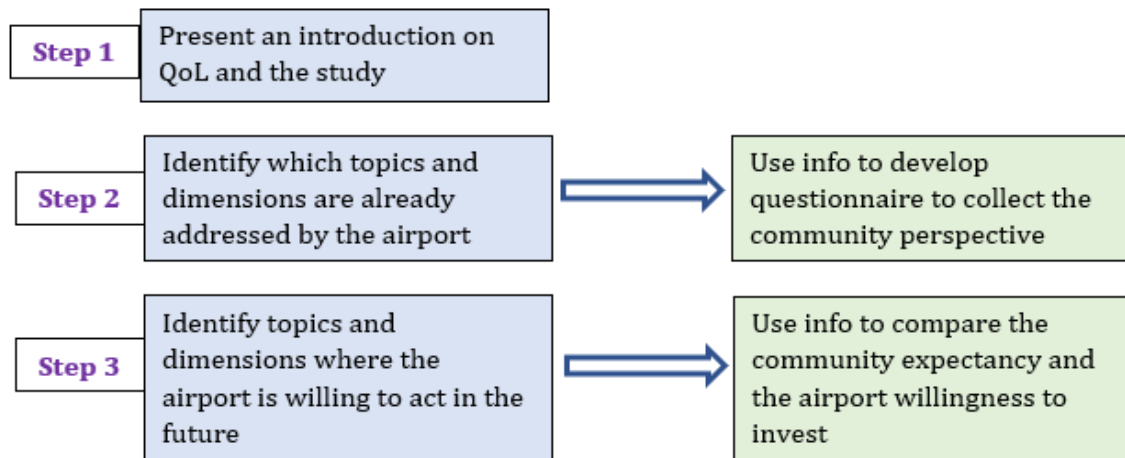 Step 1
Present an introduction on
QoL and the study
Step 2
Identify which topics and
dimensions are already
addressed by the airport
Use info to develop
questionnaire to collect the
community perspective
Step 3
Identify topics and
dimensions where the
airport is willing to act in the
future
Use info to compare the
community expectancy and
the airport willingness to
invest